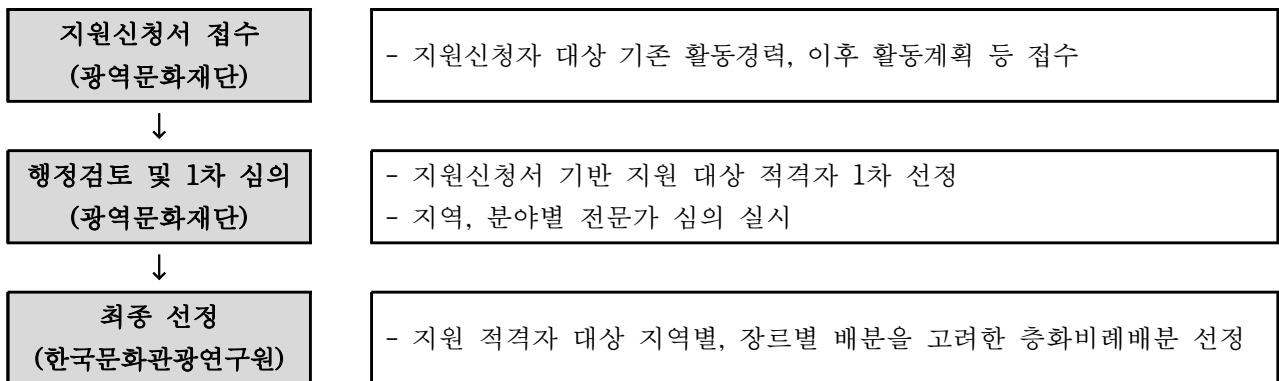 지원신청서 접수
(광역문화재단)
- 지원신청자 대상 기존 활동경력, 이후 활동계획 등 접수
↓
행정검토 및 1차 심의
(광역문화재단)
- 지원신청서 기반 지원 대상 적격자 1차 선정
- 지역, 분야별 전문가 심의 실시
↓
최종 선정
(한국문화관광연구원)
- 지원 적격자 대상 지역별, 장르별 배분을 고려한 층화비례배분 선정